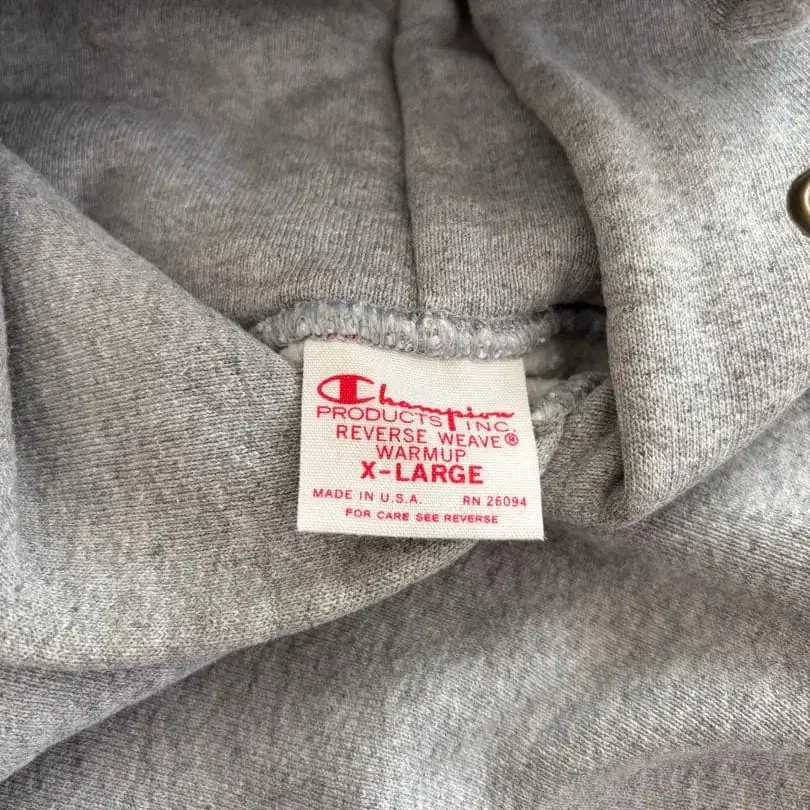 Champion
PRODUCTS INC.
REVERSE WEAVE®
WARMUP
X-LARGE
MADE IN U.S.A. RN 26094
FOR CARE SEE REVERSE